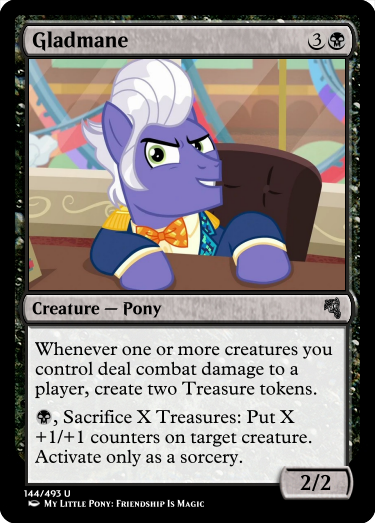 Gladmane 3
Creature — Pony
Whenever one or more creatures you
control deal combat damage to a
player, create two Treasure tokens.
, Sacrifice X Treasures: Put X
+1/+1 counters on target creature.
Activate only as a sorcery.
2/2
144/493 U
My Little Pony: Friendship Is Magic